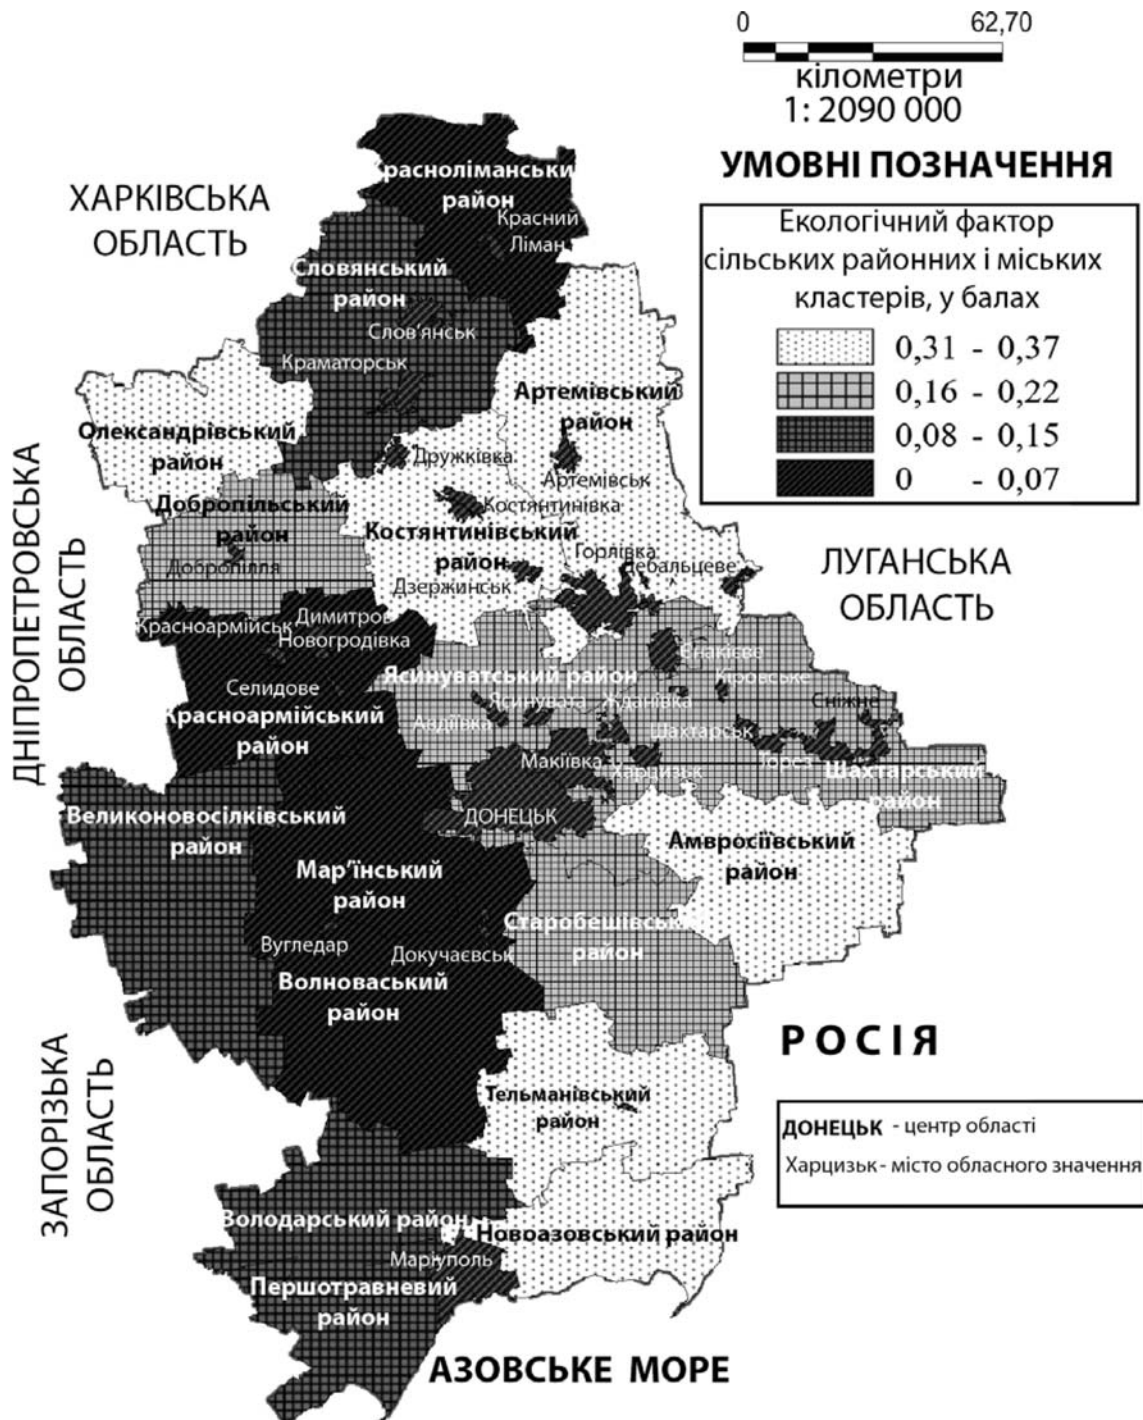 0 62,70
кілометри
1: 2090 000
УМОВНІ ПОЗНАЧЕННЯ
Екологічний фактор
сільських районних і міських
кластерів, у балах
0,31 - 0,37
0,16 - 0,22
0,08 - 0,15
0 - 0,07
ХАРКІВСЬКА
ОБЛАСТЬ
Краснолиманський
район
Красний
Ліман
Словянський
район
Слов'янськ
Краматорськ
Артемівський
район
Олександрівський
район
Дружківка
Артемівськ
Костянтинівка
Добропільський
район
Добропілля
Костянтинівський
район
Дзержинськ
Горлівка
Дебальцеве
ЛУГАНСЬКА
ОБЛАСТЬ
ДНІПРОПЕТРОВСЬКА
ОБЛАСТЬ
Красноармійськ
Димитров
Новогродівка
Селидове
Красноармійський
район
Ясинуватський район
Єнакієве
Кіровське
Ясинувата
Жданівка
Авдіївка
Сніжне
Шахтарськ
Макіївка
Харцизьк
Торез
Шахтарський
район
ДОНЕЦЬК
Великоновосілківський
район
Амвросіївський
район
Мар'їнський
район
Старобешівський
район
Вугледар
Докучаєвськ
Волноваський
район
РОСІЯ
ЗАПОРІЗЬКА
ОБЛАСТЬ
Тельманівський
район
ДОНЕЦЬК - центр області
Харцизьк - місто обласного значення
Володарський район
Новоазовський район
Маріуполь
Першотравневий
район
АЗОВСЬКЕ МОРЕ